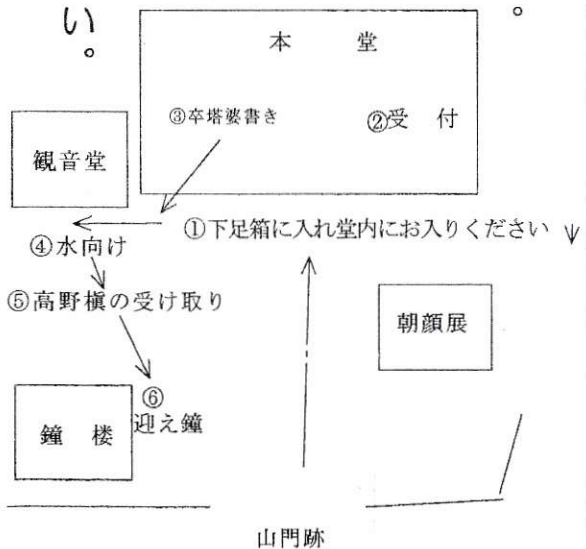 い。
。
本 堂
③卒塔婆書き
②受 付
観音堂
①下足箱に入れ堂内にお入りください
④水向け
⑤高野槇の受け取り
朝顔展
⑥
迎え鐘
鐘 楼
山門跡